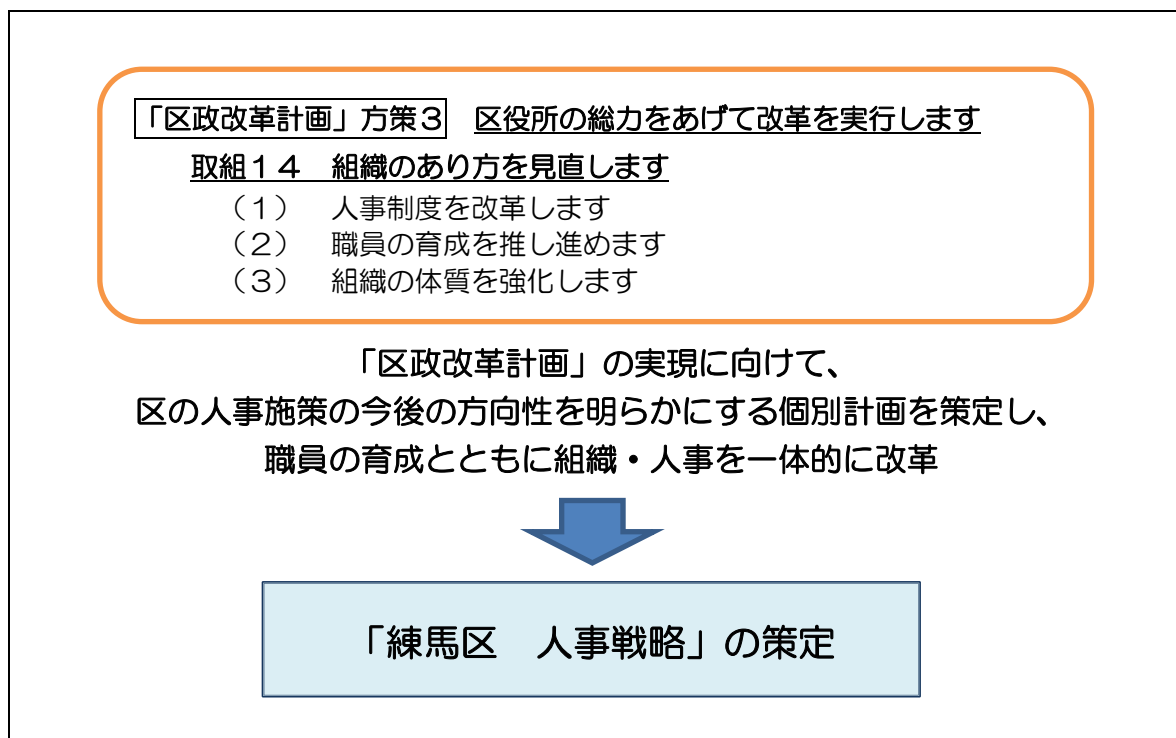 「区政改革計画」方策３　区役所の総力をあげて改革を実行します
取組１４　組織のあり方を見直します
（１）　人事制度を改革します
（２）　職員の育成を推し進めます
（３）　組織の体質を強化します
「区政改革計画」の実現に向けて、
区の人事施策の今後の方向性を明らかにする個別計画を策定し、
職員の育成とともに組織・人事を一体的に改革
「練馬区　人事戦略」の策定